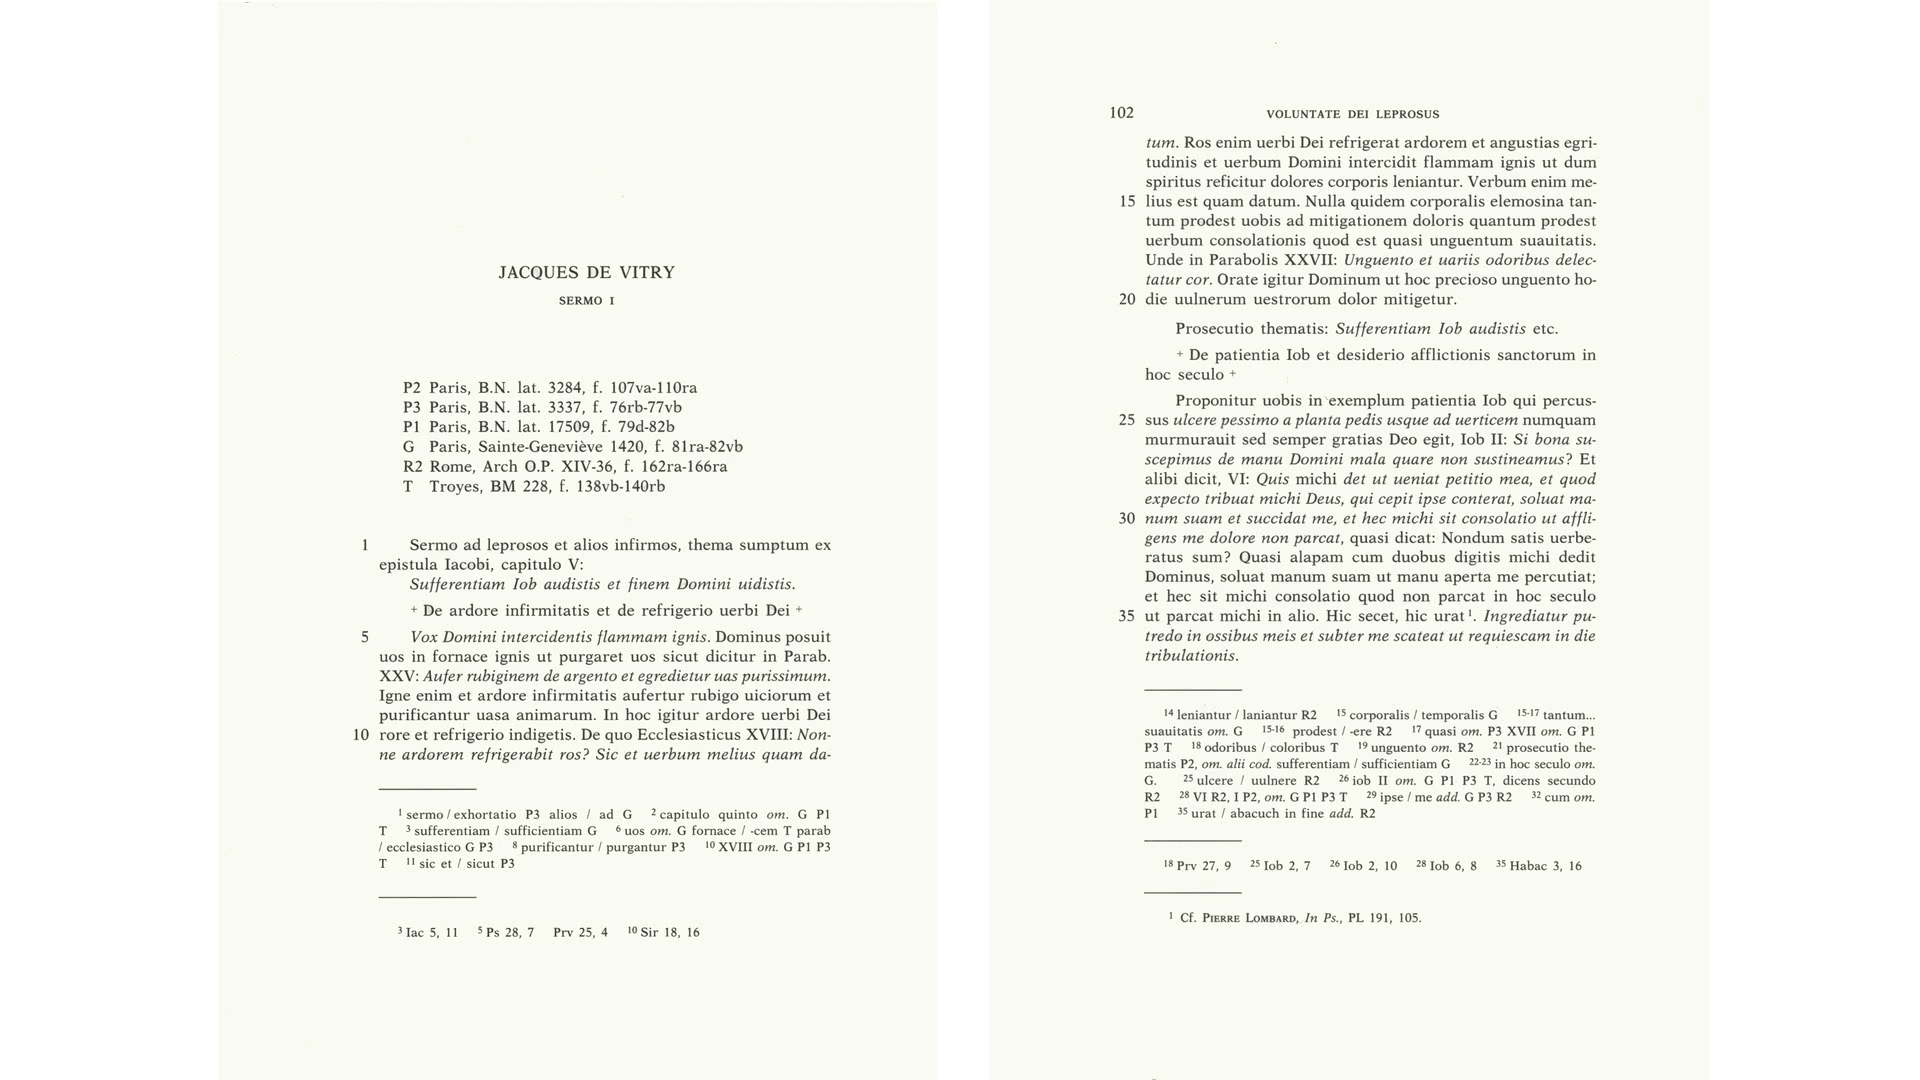 JACQUES DE VITRY
SERMO I
P2 Paris, B.N. lat. 3284, f. 107va-110ra
P3 Paris, B.N. lat. 3337, f. 76rb-77vb
P1 Paris, B.N. lat. 17509, f. 79d-82b
G Paris, Sainte-Geneviève 1420, f. 81ra-82vb
R2 Rome, Arch O.P. XIV-36, f. 162ra-166ra
T Troyes, BM 228, f. 138vb-140rb
1 Sermo ad leprosos et alios infirmos, thema sumptum ex
epistula Iacobi, capitulo V:
Sufferentiam Iob audistis et finem Domini uidistis.
+ De ardore infirmitatis et de refrigerio uerbi Dei +
5 Vox Domini intercidentis flammam ignis. Dominus posuit
uos in fornace ignis ut purgaret uos sicut dicitur in Parab.
XXV: Aufer rubiginem de argento et egredietur uas purissimum.
Igne enim et ardore infirmitatis aufertur rubigo uiciorum et
purificantur uasa animarum. In hoc igitur ardore uerbi Dei
10 rore et refrigerio indigetis. De quo Ecclesiasticus XVIII: Non-
ne ardorem refrigerabit ros? Sic et uerbum melius quam da-
1 sermo / exhortatio P3 alios / ad G 2 capitulo quinto om. G P1
T 3 sufferentiam / sufficientiam G 6 uos om. G fornace / -cem T parab
/ ecclesiastico G P3 8 purificantur / purgantur P3 10 XVIII om. G P1 P3
T 11 sic et / sicut P3
3 Iac 5, 11 5 Ps 28, 7 Prv 25, 4 10 Sir 18, 16
102 VOLUNTATE DEI LEPROSUS
tum. Ros enim uerbi Dei refrigerat ardorem et angustias egri-
tudinis et uerbum Domini intercidit flammam ignis ut dum
spiritus reficitur dolores corporis leniantur. Verbum enim me-
15 lius est quam datum. Nulla quidem corporalis elemosina tan-
tum prodest uobis ad mitigationem doloris quantum prodest
uerbum consolationis quod est quasi unguentum suauitatis.
Unde in Parabolis XXVII: Unguento et uariis odoribus delec-
tatur cor. Orate igitur Dominum ut hoc precioso unguento ho-
20 die uulnerum uestrorum dolor mitigetur.
Prosecutio thematis: Sufferentiam Iob audistis etc.
+ De patientia Iob et desiderio afflictionis sanctorum in
hoc seculo +
Proponitur uobis in exemplum patientia Iob qui percus-
25 sus ulcere pessimo a planta pedis usque ad uerticem numquam
murmurauit sed semper gratias Deo egit, Iob II: Si bona su-
scepimus de manu Domini mala quare non sustineamus? Et
alibi dicit, VI: Quis michi det ut ueniat petitio mea, et quod
expecto tribuat michi Deus, qui cepit ipse conterat, soluat ma-
30 num suam et succidat me, et hec michi sit consolatio ut affli-
gens me dolore non parcat, quasi dicat: Nondum satis uerbe-
ratus sum? Quasi alapam cum duobus digitis michi dedit
Dominus, soluat manum suam ut manu aperta me percutiat;
et hec sit michi consolatio quod non parcat in hoc seculo
35 ut parcat michi in alio. Hic secet, hic urat 1. Ingrediatur pu-
tredo in ossibus meis et subter me scateat ut requiescam in die
tribulationis.
14 leniantur / laniantur R2 15 corporalis / temporalis G 15-17 tantum...
suauitatis om. G 15-16 prodest / -ere R2 17 quasi om. P3 XVII om. G P1
P3 T 18 odoribus / coloribus T 19 unguento om. R2 21 prosecutio the-
matis P2, om. alii cod. sufferentiam / sufficientiam G 22-23 in hoc seculo om.
G. 25 ulcere / uulnere R2 26 iob II om. G P1 P3 T, dicens secundo
R2 28 VI R2, I P2, om. G P1 P3 T 29 ipse / me add. G P3 R2 32 cum om.
P1 35 urat / abacuch in fine add. R2
18 Prv 27, 9 25 Iob 2, 7 26 Iob 2, 10 28 Iob 6, 8 35 Habac 3, 16
1 Cf. PIERRE LOMBARD, In Ps., PL 191, 105.